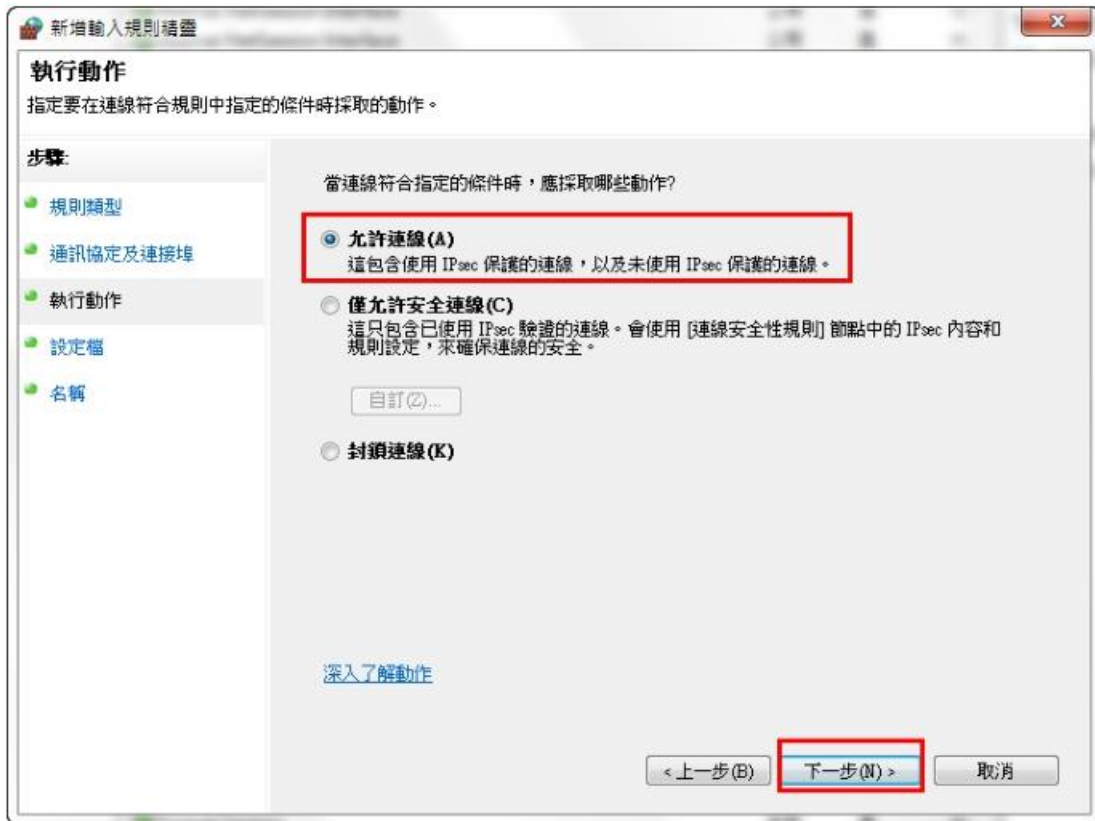 新增輸入規則精靈
執行動作
指定要在連線符合規則中指定的條件時採取的動作。
步驟:
規則類型
通訊協定及連接埠
執行動作
設定檔
名稱
當連線符合指定的條件時，應採取哪些動作?
允許連線(A)
這包含使用 IPsec 保護的連線，以及未使用 IPsec 保護的連線。
僅允許安全連線(C)
這只包含已使用 IPsec 驗證的連線。會使用 [連線安全性規則] 節點中的 IPsec 內容和
規則設定，來確保連線的安全。
自訂(Z)...
封鎖連線(K)
深入了解動作
<上一步(B)
下一步(N)>
取消